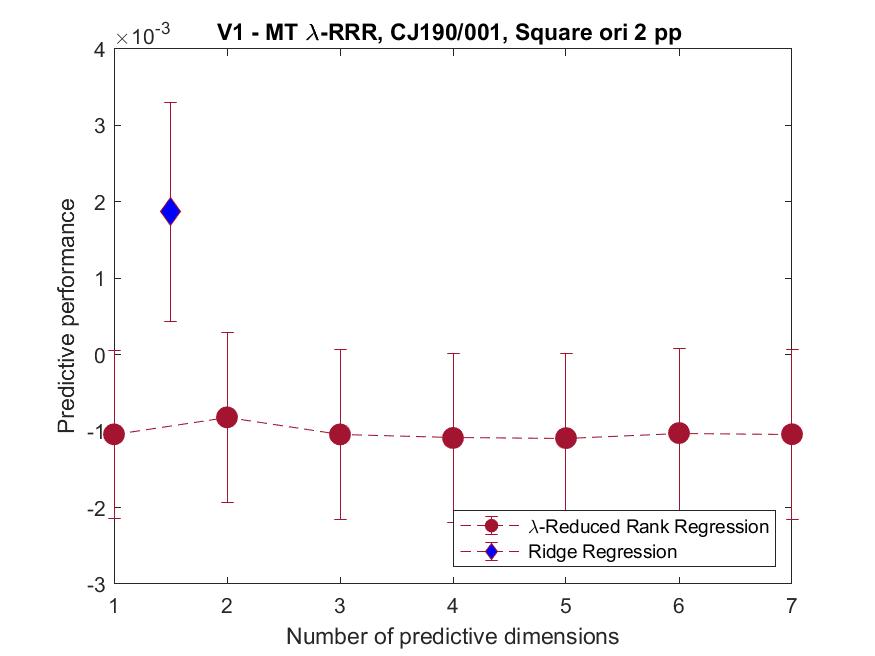 V1 - MT λ-RRR, CJ190/001, Square ori 2 pp
×10-3
4
3
2
1
0
-1
-2
-3
Predictive performance
λ-Reduced Rank Regression
Ridge Regression
1 2 3 4 5 6 7
Number of predictive dimensions